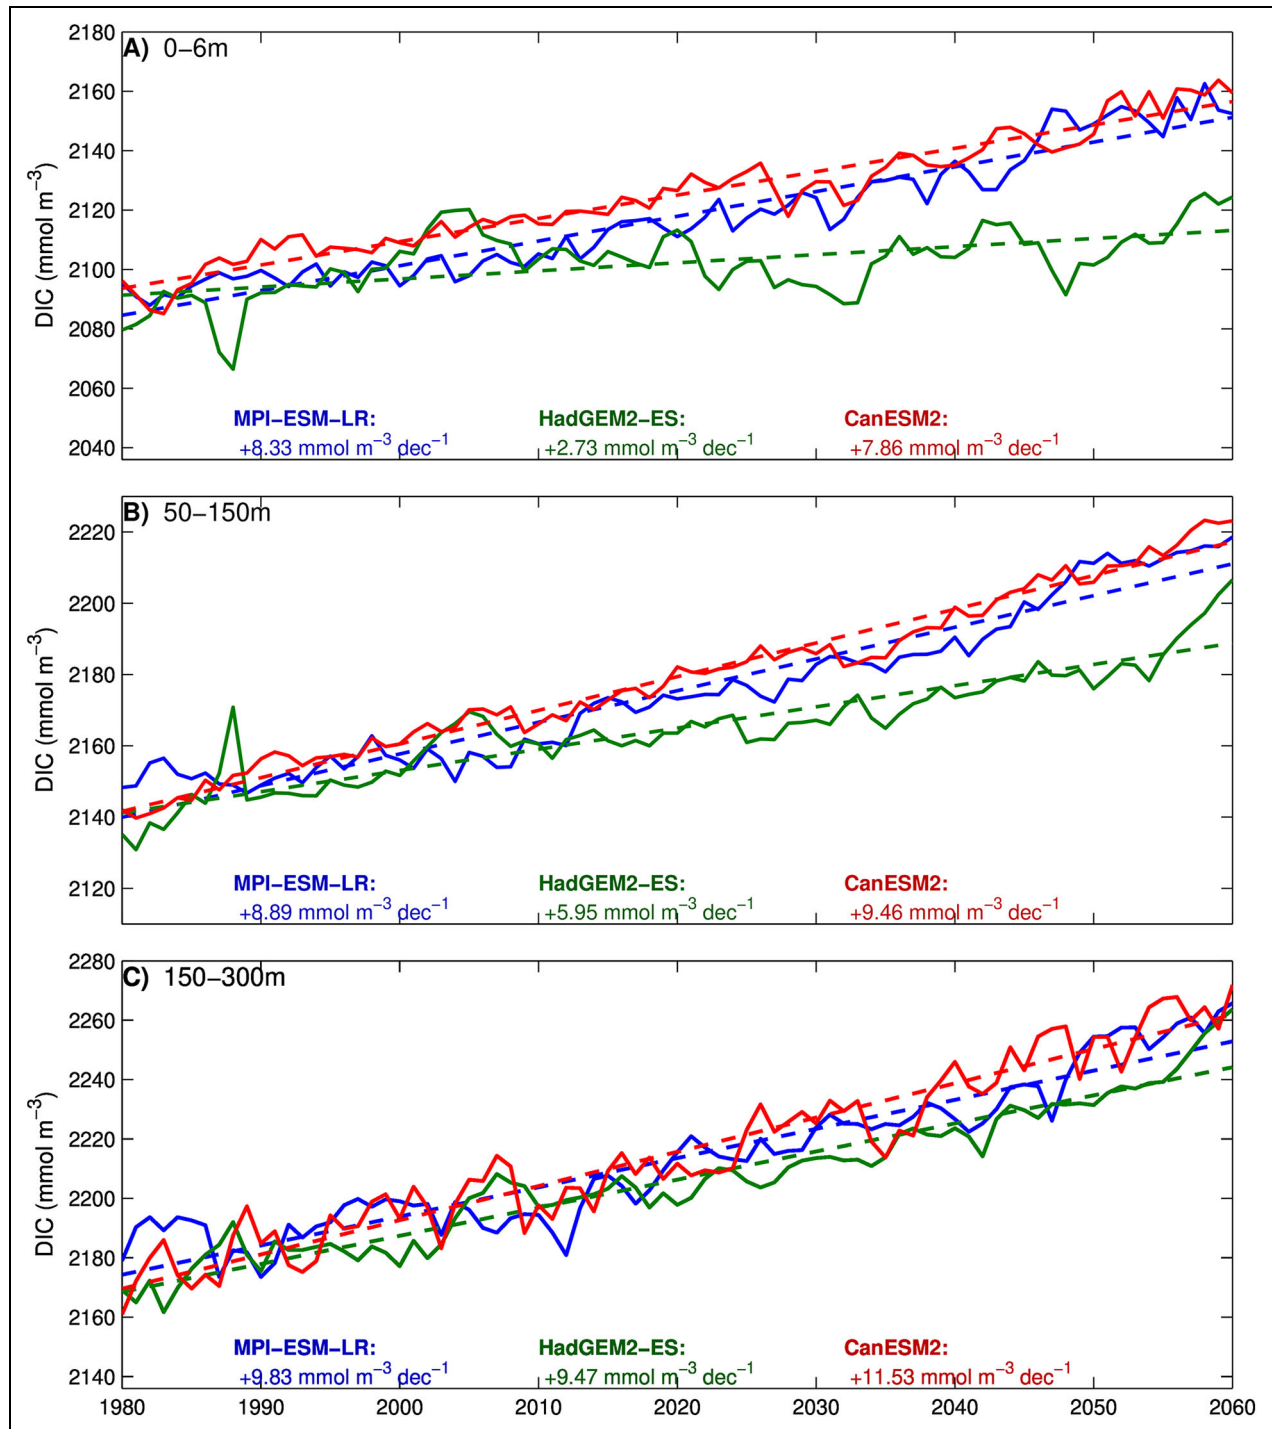 A) 0–6m
2180
2160
2140
2120
2100
2080
2060
2040
DIC (mmol m⁻³)
MPI–ESM–LR: HadGEM2–ES: CanESM2:
+8.33 mmol m⁻³ dec⁻¹ +2.73 mmol m⁻³ dec⁻¹ +7.86 mmol m⁻³ dec⁻¹
B) 50–150m
2220
2200
2180
2160
2140
2120
DIC (mmol m⁻³)
MPI–ESM–LR: HadGEM2–ES: CanESM2:
+8.89 mmol m⁻³ dec⁻¹ +5.95 mmol m⁻³ dec⁻¹ +9.46 mmol m⁻³ dec⁻¹
C) 150–300m
2280
2260
2240
2220
2200
2180
2160
2140
DIC (mmol m⁻³)
MPI–ESM–LR: HadGEM2–ES: CanESM2:
+9.83 mmol m⁻³ dec⁻¹ +9.47 mmol m⁻³ dec⁻¹ +11.53 mmol m⁻³ dec⁻¹
1980 1990 2000 2010 2020 2030 2040 2050 2060